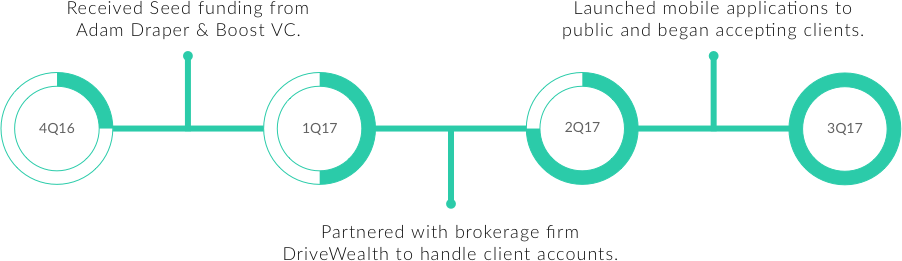 Received Seed funding from
Adam Draper & Boost VC.
Launched mobile applications to
public and began accepting clients.
4Q16
1Q17
2Q17
3Q17
Partnered with brokerage firm
DriveWealth to handle client accounts.